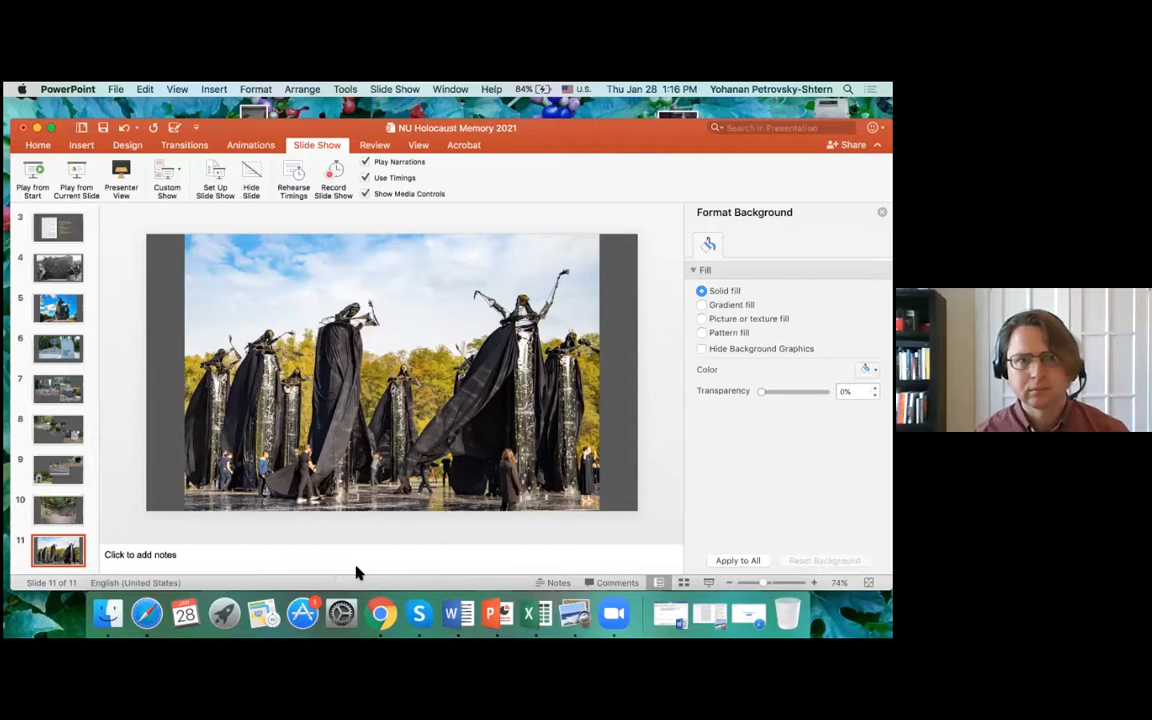 PowerPoint File Edit View Insert Format Arrange Tools Slide Show Window Help 84% U.S. Thu Jan 28 1:16 PM Yohanan Petrovsky-Shtern
NU Holocaust Memory 2021
Search in Presentation
Home Insert Design Transitions Animations Slide Show Review View Acrobat
Share
Play from Start
Play from Current Slide
Presenter View
Custom Show
Set Up Slide Show
Hide Slide
Rehearse Timings
Record Slide Show
Play Narrations
Use Timings
Show Media Controls
3
4
5
6
7
8
9
10
11
Format Background
Fill
Solid fill
Gradient fill
Picture or texture fill
Pattern fill
Hide Background Graphics
Color
Transparency 0%
Apply to All Reset Background
Click to add notes
Slide 11 of 11 English (United States) Notes Comments 74%
JAN
28
1